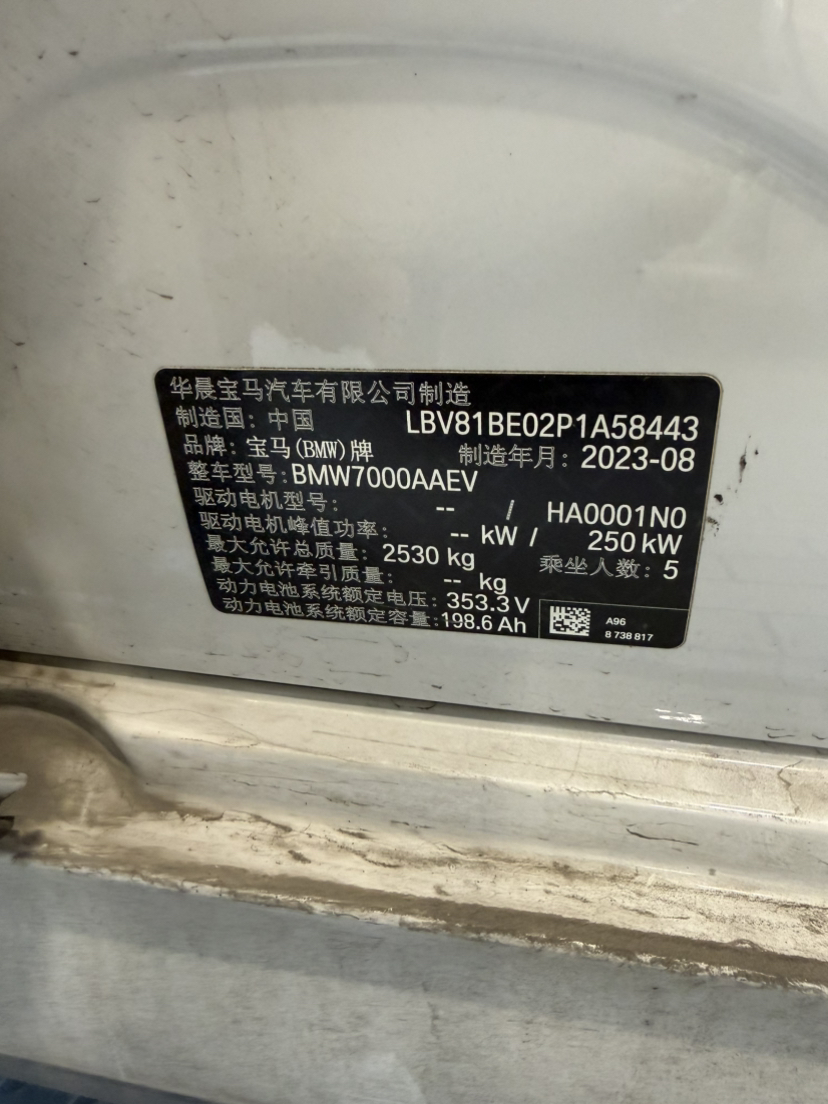 华晨宝马汽车有限公司制造
制造国：中国 LBV81BE02P1A58443
品牌：宝马(BMW)牌 制造年月：2023-08
整车型号：BMW7000AAEV
驱动电机型号： -- / HA0001N0
驱动电机峰值功率： -- kW / 250 kW
最大允许总质量：2530 kg 乘坐人数：5
最大允许牵引质量： -- kg
动力电池系统额定电压：353.3 V
动力电池系统额定容量：198.6 Ah
A96
8 738 817